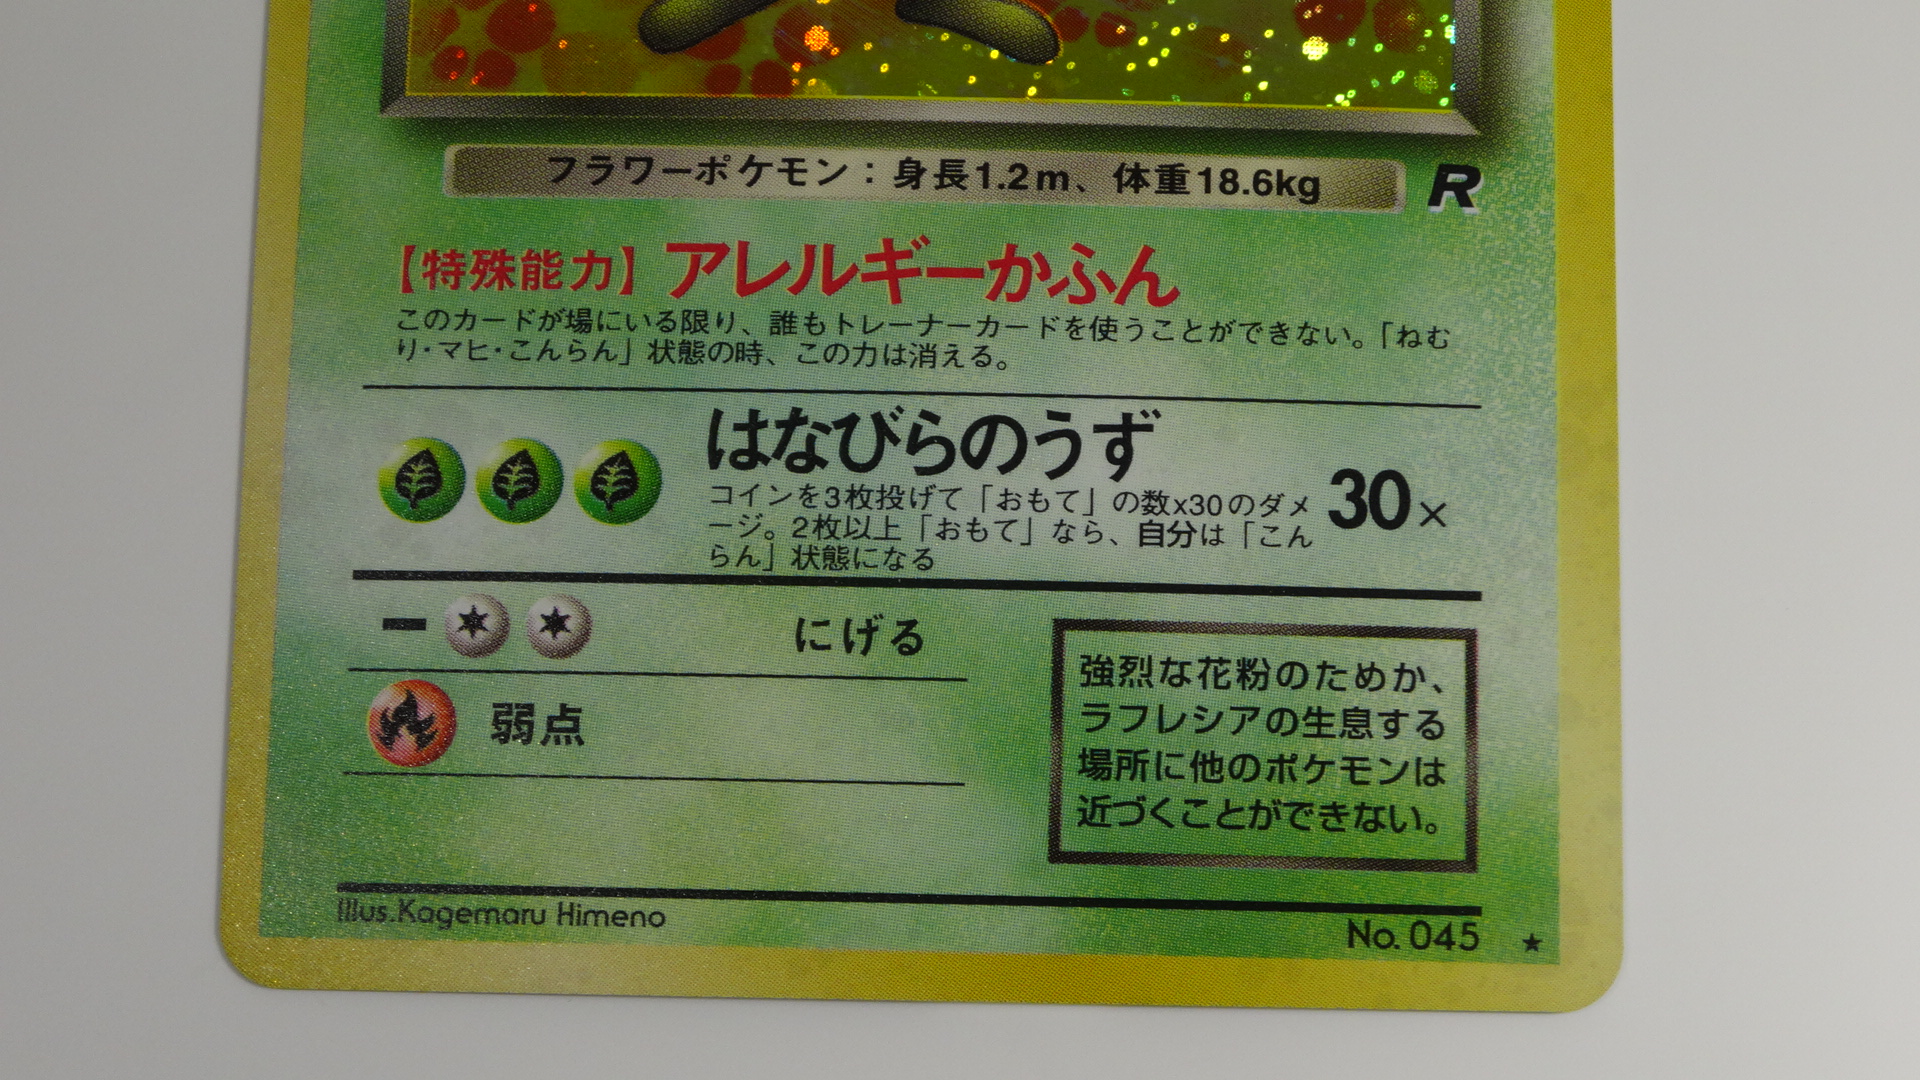 フラワーポケモン：身長1.2m、体重18.6kg
R
【特殊能力】アレルギーかふん
このカードが場にいる限り、誰もトレーナーカードを使うことができない。「ねむ
り・マヒ・こんらん」状態の時、この力は消える。
はなびらのうず
30×
コインを3枚投げて「おもて」の数x30のダメ
ージ。2枚以上「おもて」なら、自分は「こん
らん」状態になる
ー にげる
弱点
強烈な花粉のためか、
ラフレシアの生息する
場所に他のポケモンは
近づくことができない。
Illus.Kagemaru Himeno
No. 045 ★